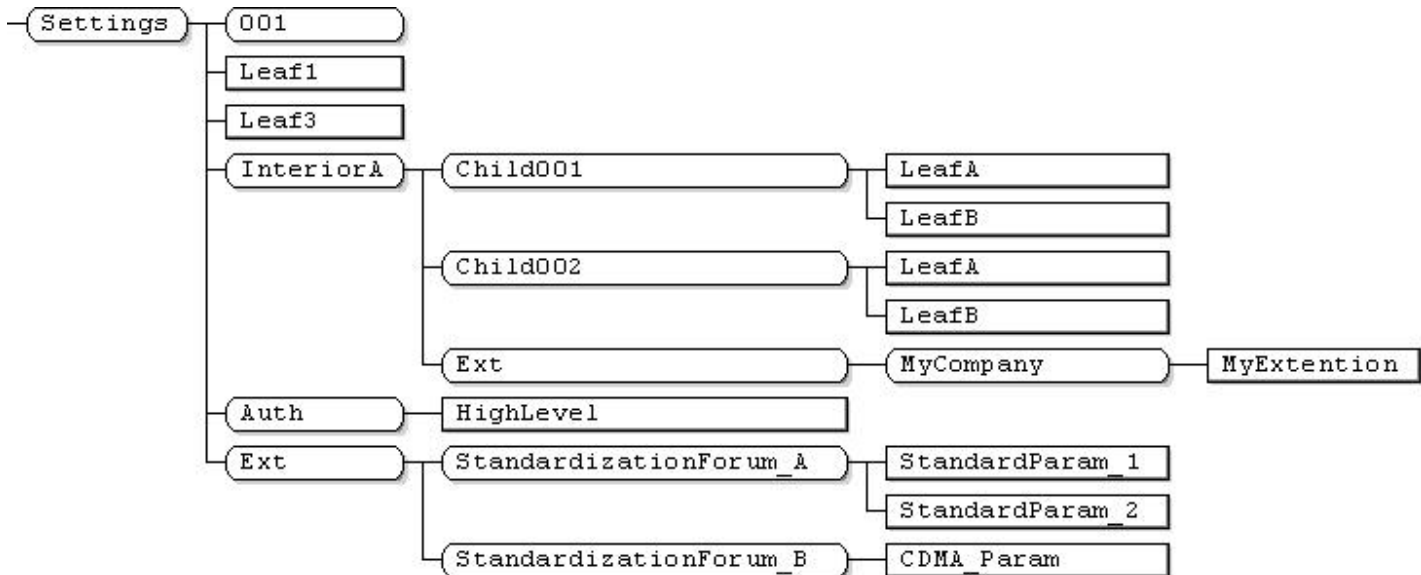 Settings 001
Leaf1
Leaf3
InteriorA Child001 LeafA
LeafB
Child002 LeafA
LeafB
Ext MyCompany MyExtention
Auth HighLevel
Ext StandardizationForum_A StandardParam_1
StandardParam_2
StandardizationForum_B CDMA_Param